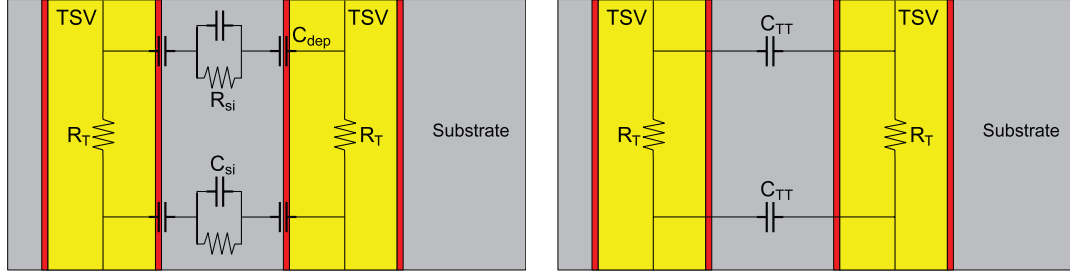 TSV TSV
C_dep
R_si
R_T R_T
Substrate
C_si
TSV TSV
C_TT
R_T R_T
Substrate
C_TT